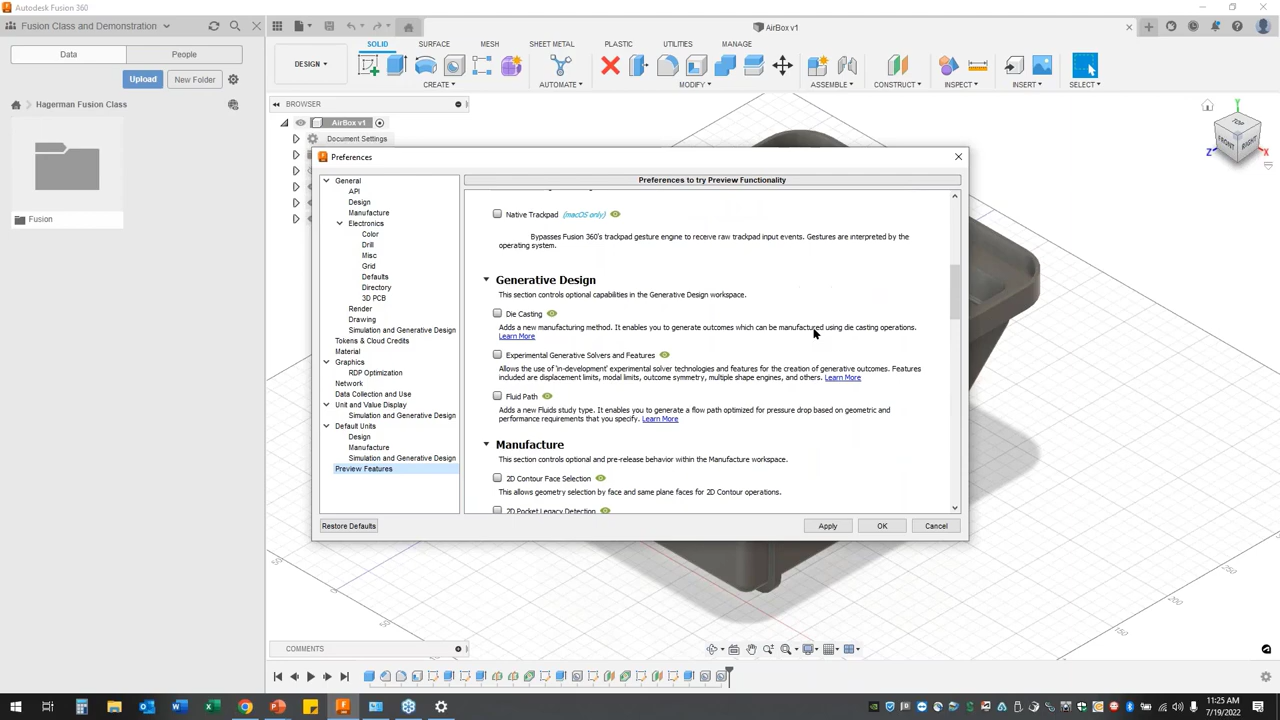 Autodesk Fusion 360
Fusion Class and Demonstration
AirBox v1
Data
People
Upload
New Folder
Hagerman Fusion Class
Fusion
SOLID
SURFACE
MESH
SHEET METAL
PLASTIC
UTILITIES
MANAGE
DESIGN
CREATE
AUTOMATE
MODIFY
ASSEMBLE
CONSTRUCT
INSPECT
INSERT
SELECT
BROWSER
AirBox v1
Document Settings
TOP
FRONT
RIGHT
Y
Z
X
Preferences
General
API
Design
Manufacture
Electronics
Color
Drill
Misc
Grid
Defaults
Directory
3D PCB
Render
Drawing
Simulation and Generative Design
Tokens & Cloud Credits
Material
Graphics
RDP Optimization
Network
Data Collection and Use
Unit and Value Display
Simulation and Generative Design
Default Units
Design
Manufacture
Simulation and Generative Design
Preview Features
Preferences to try Preview Functionality
Native Trackpad (macOS only)
Bypasses Fusion 360's trackpad gesture engine to receive raw trackpad input events. Gestures are interpreted by the
operating system.
Generative Design
This section controls optional capabilities in the Generative Design workspace.
Die Casting
Adds a new manufacturing method. It enables you to generate outcomes which can be manufactured using die casting operations.
Learn More
Experimental Generative Solvers and Features
Allows the use of 'in-development' experimental solver technologies and features for the creation of generative outcomes. Features
included are displacement limits, modal limits, outcome symmetry, multiple shape engines, and others. Learn More
Fluid Path
Adds a new Fluids study type. It enables you to generate a flow path optimized for pressure drop based on geometric and
performance requirements that you specify. Learn More
Manufacture
This section controls optional and pre-release behavior within the Manufacture workspace.
2D Contour Face Selection
This allows geometry selection by face and same plane faces for 2D Contour operations.
2D Pocket Legacy Detection
Restore Defaults
Apply
OK
Cancel
250
200
150
COMMENTS
11:25 AM
7/19/2022